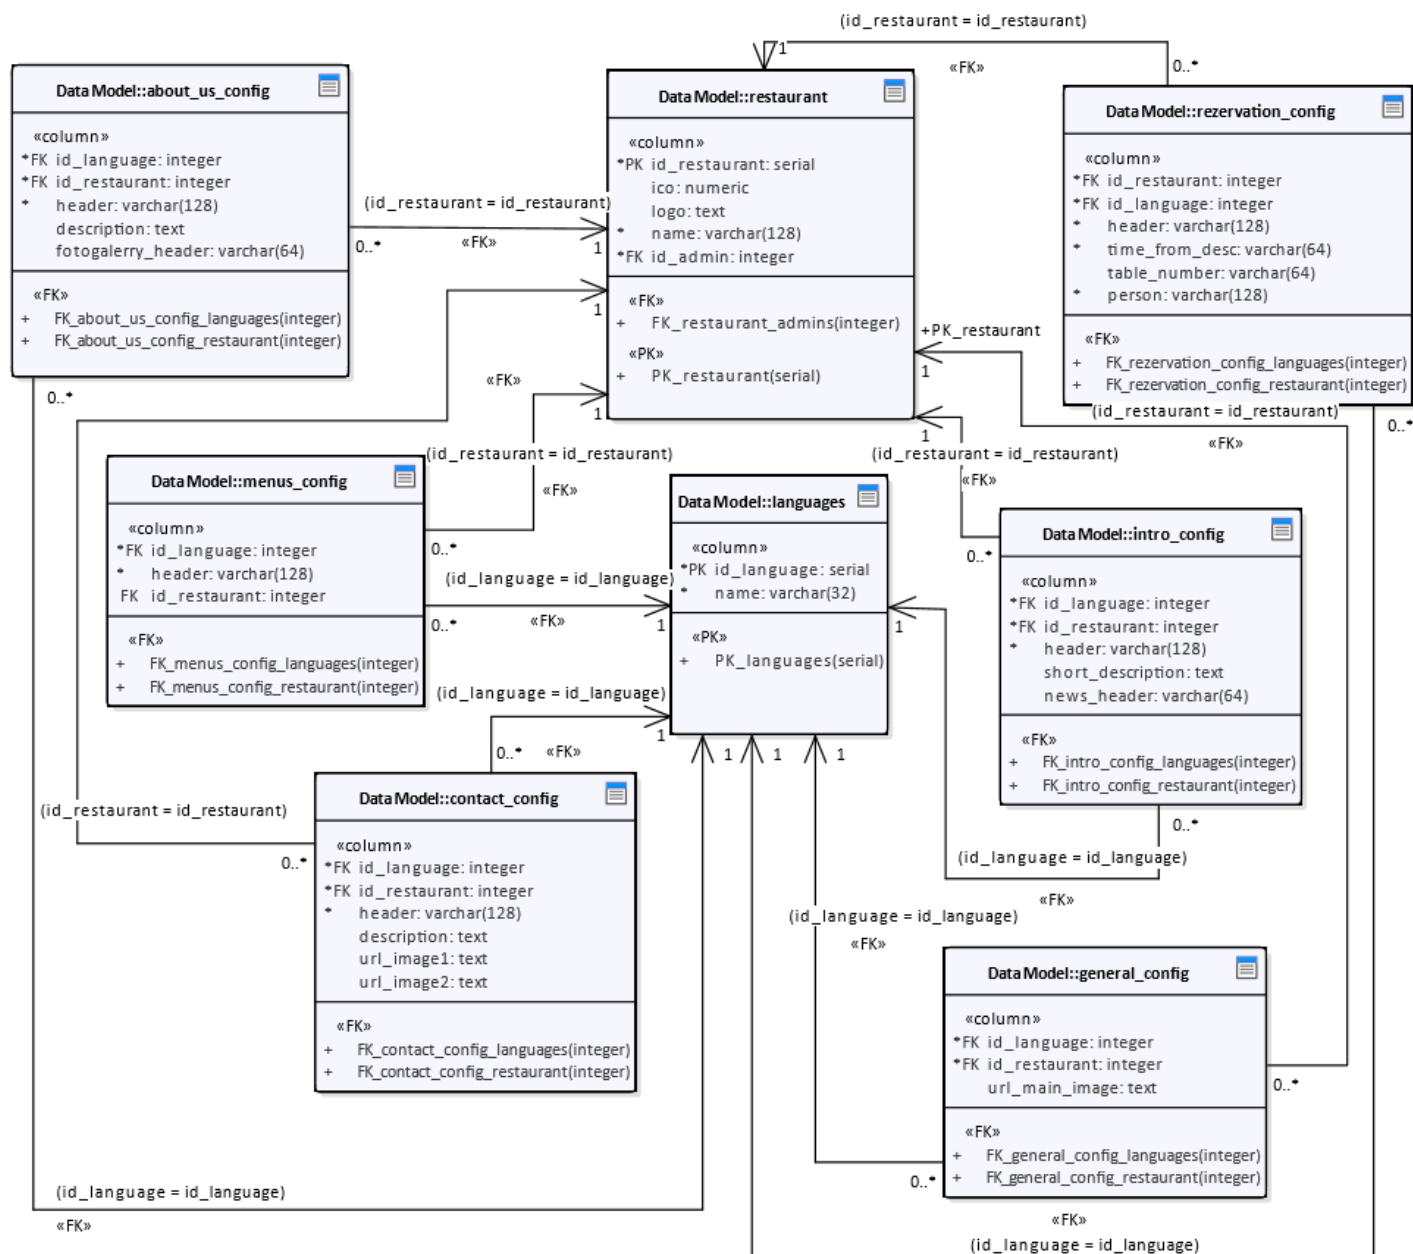 (id_restaurant = id_restaurant)
1
«FK»
0..*
Data Model::about_us_config
«column»
*FK id_language: integer
*FK id_restaurant: integer
* header: varchar(128)
description: text
fotogalerry_header: varchar(64)
«FK»
+ FK_about_us_config_languages(integer)
+ FK_about_us_config_restaurant(integer)
0..*
(id_restaurant = id_restaurant)
0..*
«FK»
1
Data Model::restaurant
«column»
*PK id_restaurant: serial
ico: numeric
logo: text
* name: varchar(128)
*FK id_admin: integer
«FK»
+ FK_restaurant_admins(integer)
«PK»
+ PK_restaurant(serial)
1
«FK»
1
+PK_restaurant
1
1
Data Model::rezervation_config
«column»
*FK id_restaurant: integer
*FK id_language: integer
* header: varchar(128)
* time_from_desc: varchar(64)
table_number: varchar(64)
* person: varchar(128)
«FK»
+ FK_rezervation_config_languages(integer)
+ FK_rezervation_config_restaurant(integer)
(id_restaurant = id_restaurant)
0..*
«FK»
(id_restaurant = id_restaurant)
«FK»
(id_restaurant = id_restaurant)
«FK»
0..*
Data Model::menus_config
«column»
*FK id_language: integer
* header: varchar(128)
FK id_restaurant: integer
«FK»
+ FK_menus_config_languages(integer)
+ FK_menus_config_restaurant(integer)
0..*
(id_language = id_language)
0..*
«FK»
1
Data Model::languages
«column»
*PK id_language: serial
* name: varchar(32)
«PK»
+ PK_languages(serial)
1
Data Model::intro_config
«column»
*FK id_language: integer
*FK id_restaurant: integer
* header: varchar(128)
short_description: text
news_header: varchar(64)
«FK»
+ FK_intro_config_languages(integer)
+ FK_intro_config_restaurant(integer)
0..*
(id_language = id_language)
«FK»
(id_language = id_language)
1
0..*
«FK»
1
1
1
(id_restaurant = id_restaurant)
0..*
Data Model::contact_config
«column»
*FK id_language: integer
*FK id_restaurant: integer
* header: varchar(128)
description: text
url_image1: text
url_image2: text
«FK»
+ FK_contact_config_languages(integer)
+ FK_contact_config_restaurant(integer)
(id_language = id_language)
«FK»
Data Model::general_config
«column»
*FK id_language: integer
*FK id_restaurant: integer
url_main_image: text
«FK»
+ FK_general_config_languages(integer)
+ FK_general_config_restaurant(integer)
0..*
0..*
(id_language = id_language)
«FK»
«FK»
(id_language = id_language)